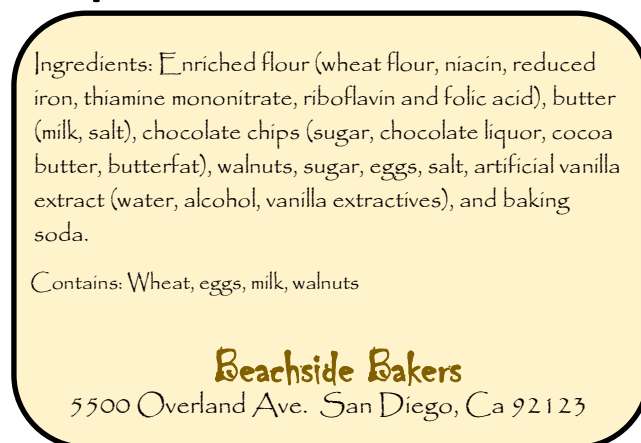 Ingredients: Enriched flour (wheat flour, niacin, reduced
iron, thiamine mononitrate, riboflavin and folic acid), butter
(milk, salt), chocolate chips (sugar, chocolate liquor, cocoa
butter, butterfat), walnuts, sugar, eggs, salt, artificial vanilla
extract (water, alcohol, vanilla extractives), and baking
soda.
Contains: Wheat, eggs, milk, walnuts
Beachside Bakers
5500 Overland Ave. San Diego, Ca 92123